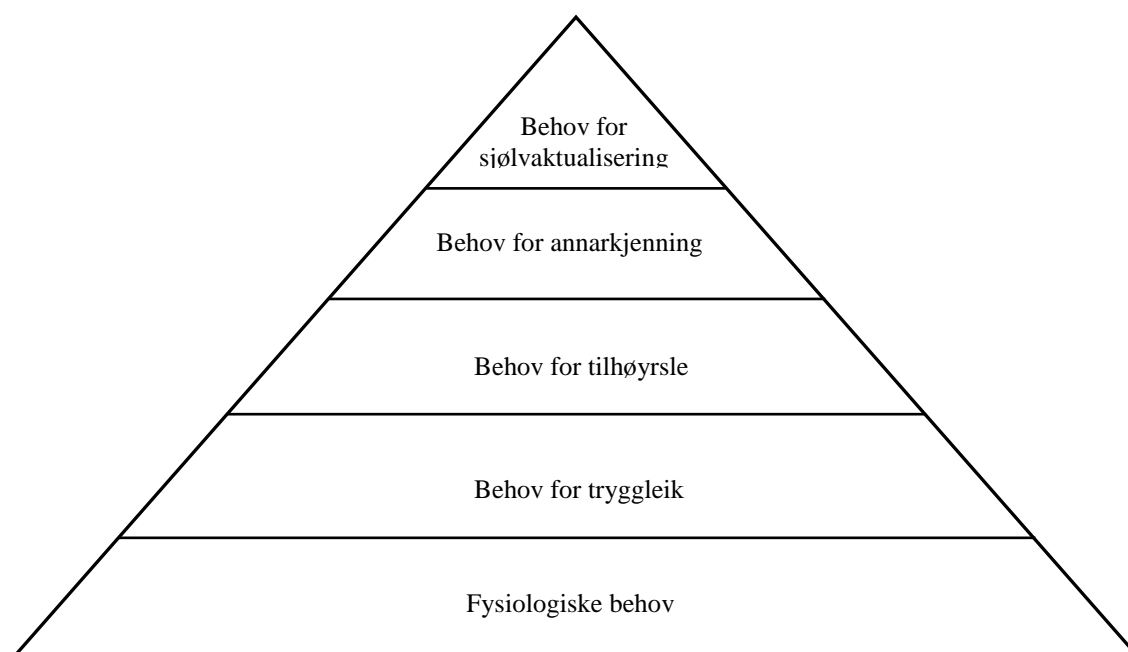 Behov for
sjølvaktualisering
Behov for annarkjenning
Behov for tilhøyrsle
Behov for tryggleik
Fysiologiske behov